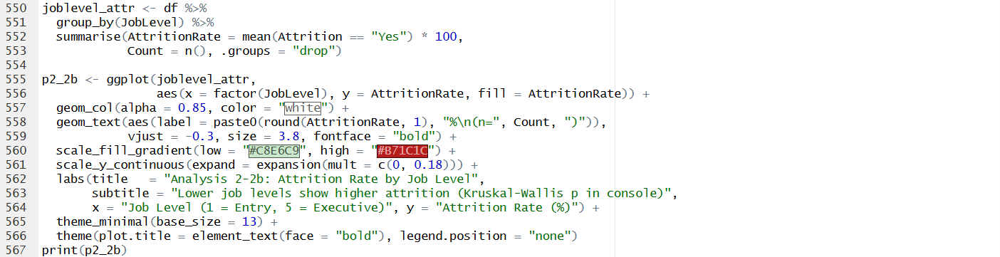 550 joblevel_attr <- df %>%
551   group_by(JobLevel) %>%
552   summarise(AttritionRate = mean(Attrition == "Yes") * 100,
553             Count = n(), .groups = "drop")
554
555 p2_2b <- ggplot(joblevel_attr,
556                 aes(x = factor(JobLevel), y = AttritionRate, fill = AttritionRate)) +
557   geom_col(alpha = 0.85, color = "white") +
558   geom_text(aes(label = paste0(round(AttritionRate, 1), "%\n(n=", Count, ")")),
559             vjust = -0.3, size = 3.8, fontface = "bold") +
560   scale_fill_gradient(low = "#C8E6C9", high = "#B71C1C") +
561   scale_y_continuous(expand = expansion(mult = c(0, 0.18))) +
562   labs(title   = "Analysis 2-2b: Attrition Rate by Job Level",
563        subtitle = "Lower job levels show higher attrition (Kruskal-Wallis p in console)",
564        x = "Job Level (1 = Entry, 5 = Executive)", y = "Attrition Rate (%)") +
565   theme_minimal(base_size = 13) +
566   theme(plot.title = element_text(face = "bold"), legend.position = "none")
567 print(p2_2b)